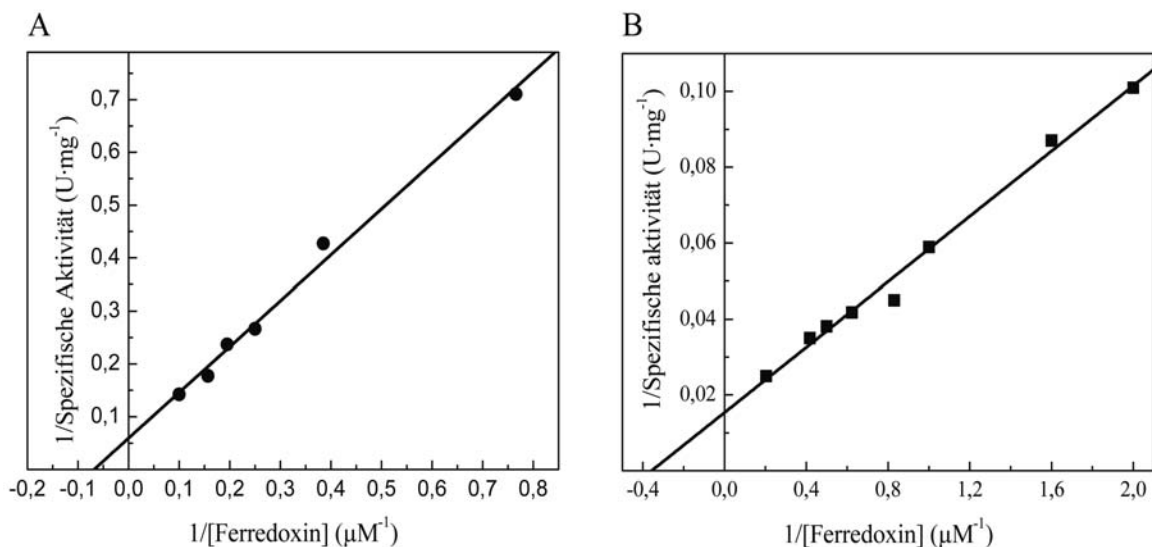 A
1/Spezifische Aktivität (U·mg⁻¹)
0,7
0,6
0,5
0,4
0,3
0,2
0,1
-0,2 -0,1 0,0 0,1 0,2 0,3 0,4 0,5 0,6 0,7 0,8
1/[Ferredoxin] (µM⁻¹)
B
1/Spezifische aktivität (U·mg⁻¹)
0,10
0,08
0,06
0,04
0,02
-0,4 0,0 0,4 0,8 1,2 1,6 2,0
1/[Ferredoxin] (µM⁻¹)